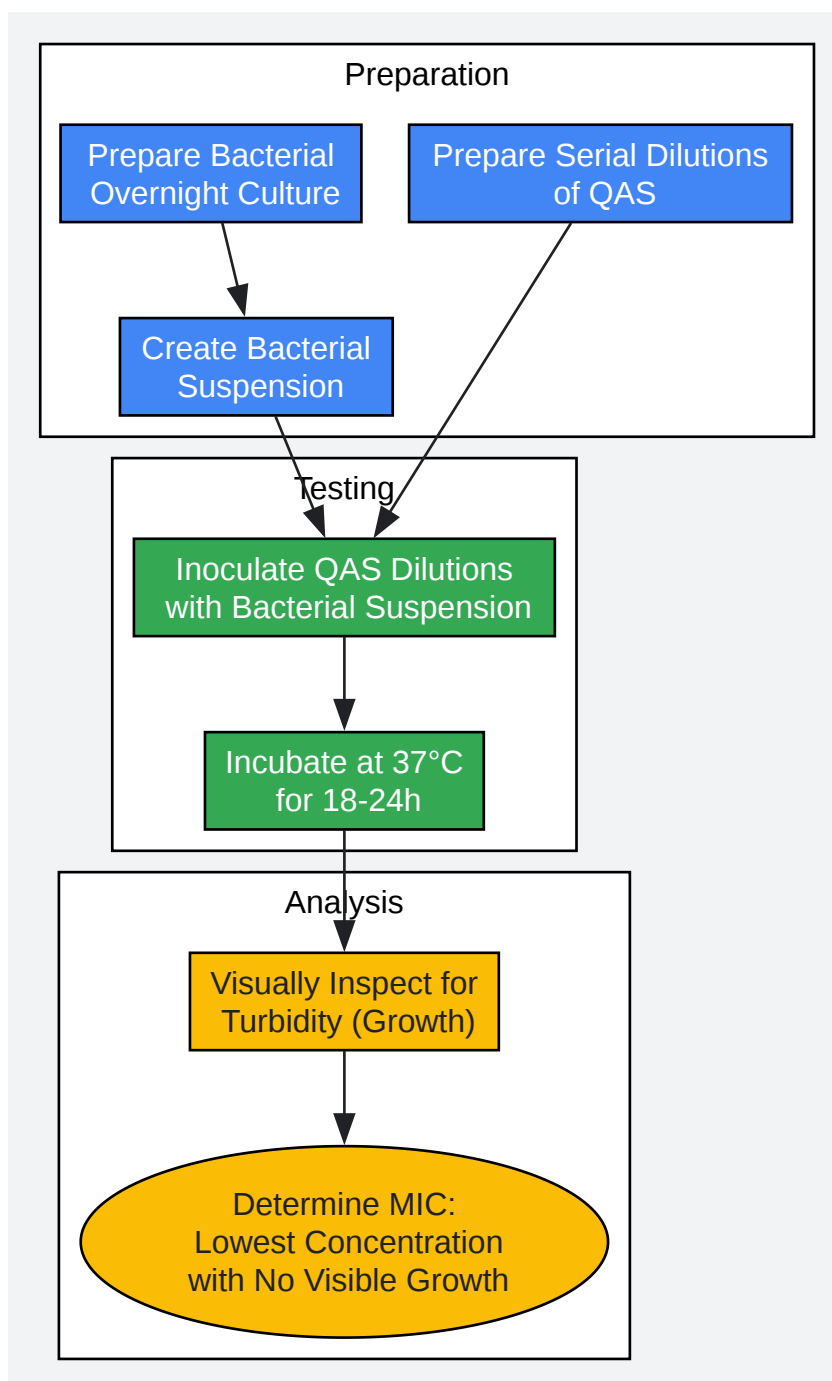 Preparation
Prepare Bacterial
Overnight Culture
Prepare Serial Dilutions
of QAS
Create Bacterial
Suspension
Testing
Inoculate QAS Dilutions
with Bacterial Suspension
Incubate at 37°C
for 18-24h
Analysis
Visually Inspect for
Turbidity (Growth)
Determine MIC:
Lowest Concentration
with No Visible Growth